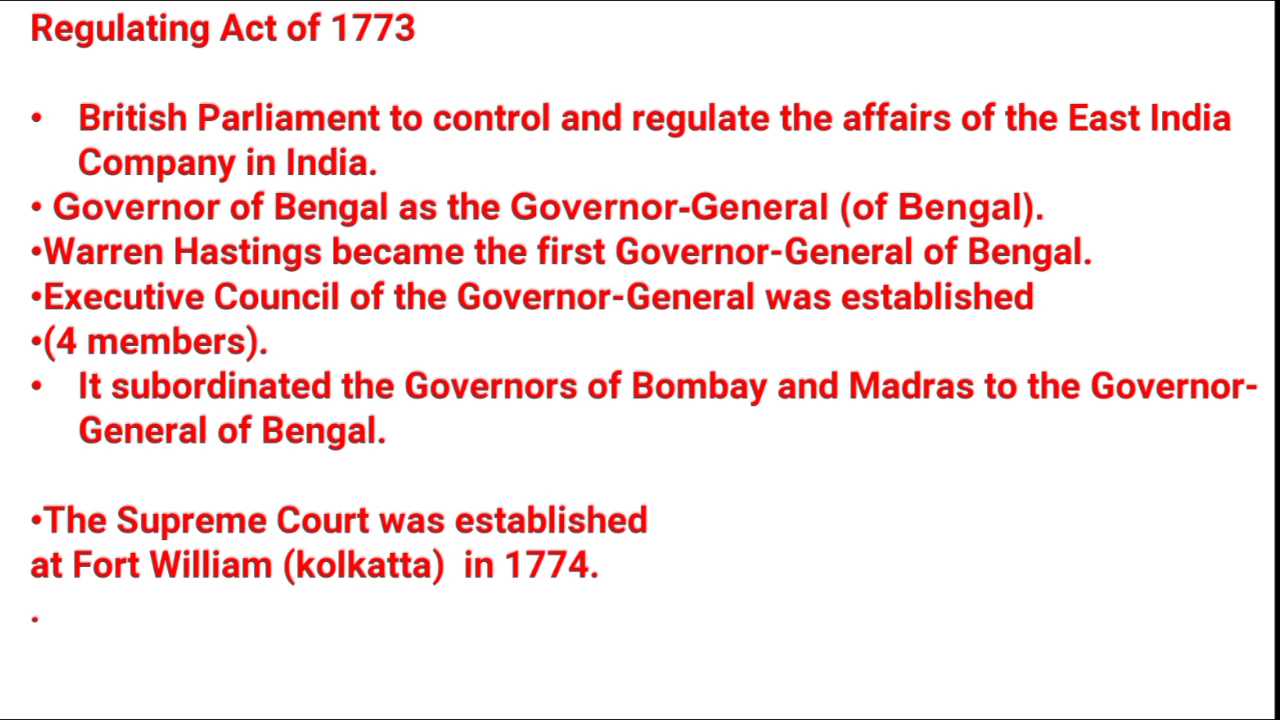 Regulating Act of 1773
• British Parliament to control and regulate the affairs of the East India
Company in India.
• Governor of Bengal as the Governor-General (of Bengal).
•Warren Hastings became the first Governor-General of Bengal.
•Executive Council of the Governor-General was established
•(4 members).
• It subordinated the Governors of Bombay and Madras to the Governor-
General of Bengal.
•The Supreme Court was established
at Fort William (kolkatta)  in 1774.
.